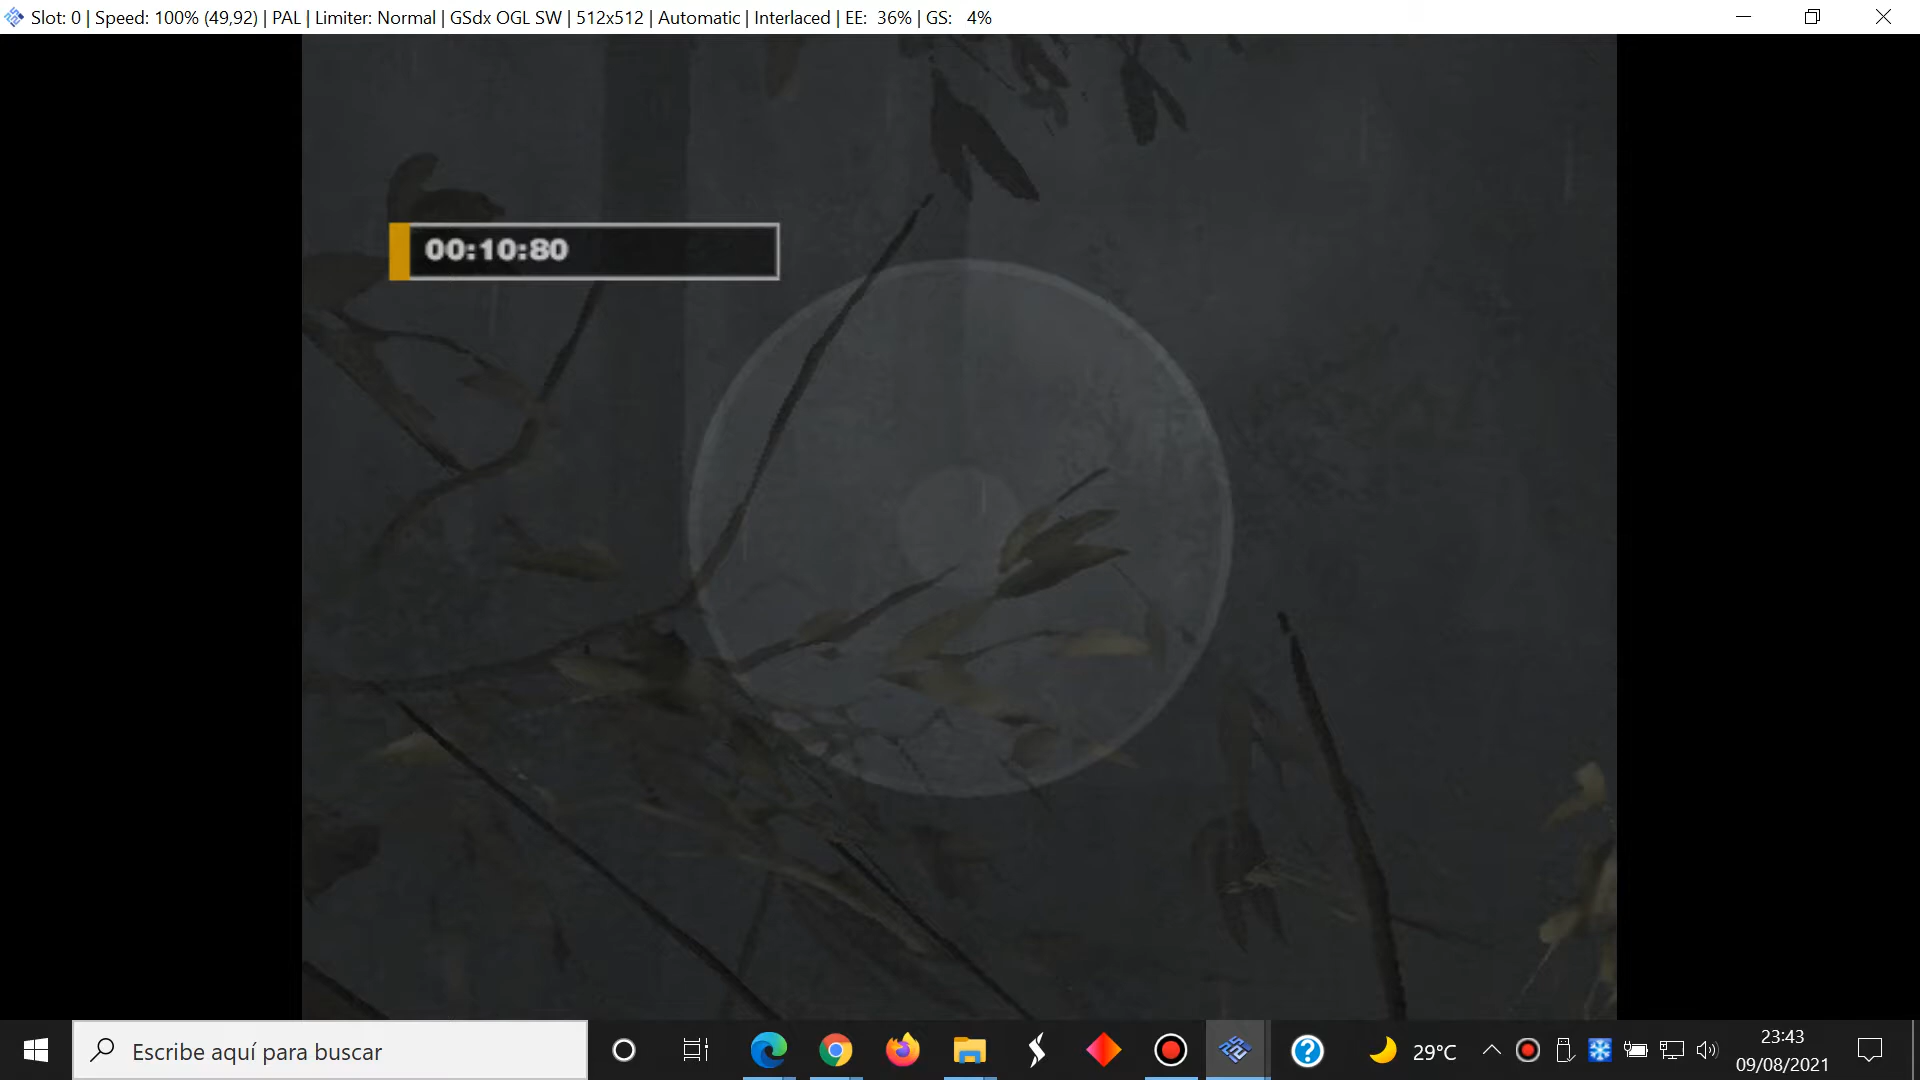 Slot: 0 | Speed: 100% (49,92) | PAL | Limiter: Normal | GSdx OGL SW | 512x512 | Automatic | Interlaced | EE: 36% | GS: 4%
00:10:80
Escribe aquí para buscar
29°C
23:43
09/08/2021